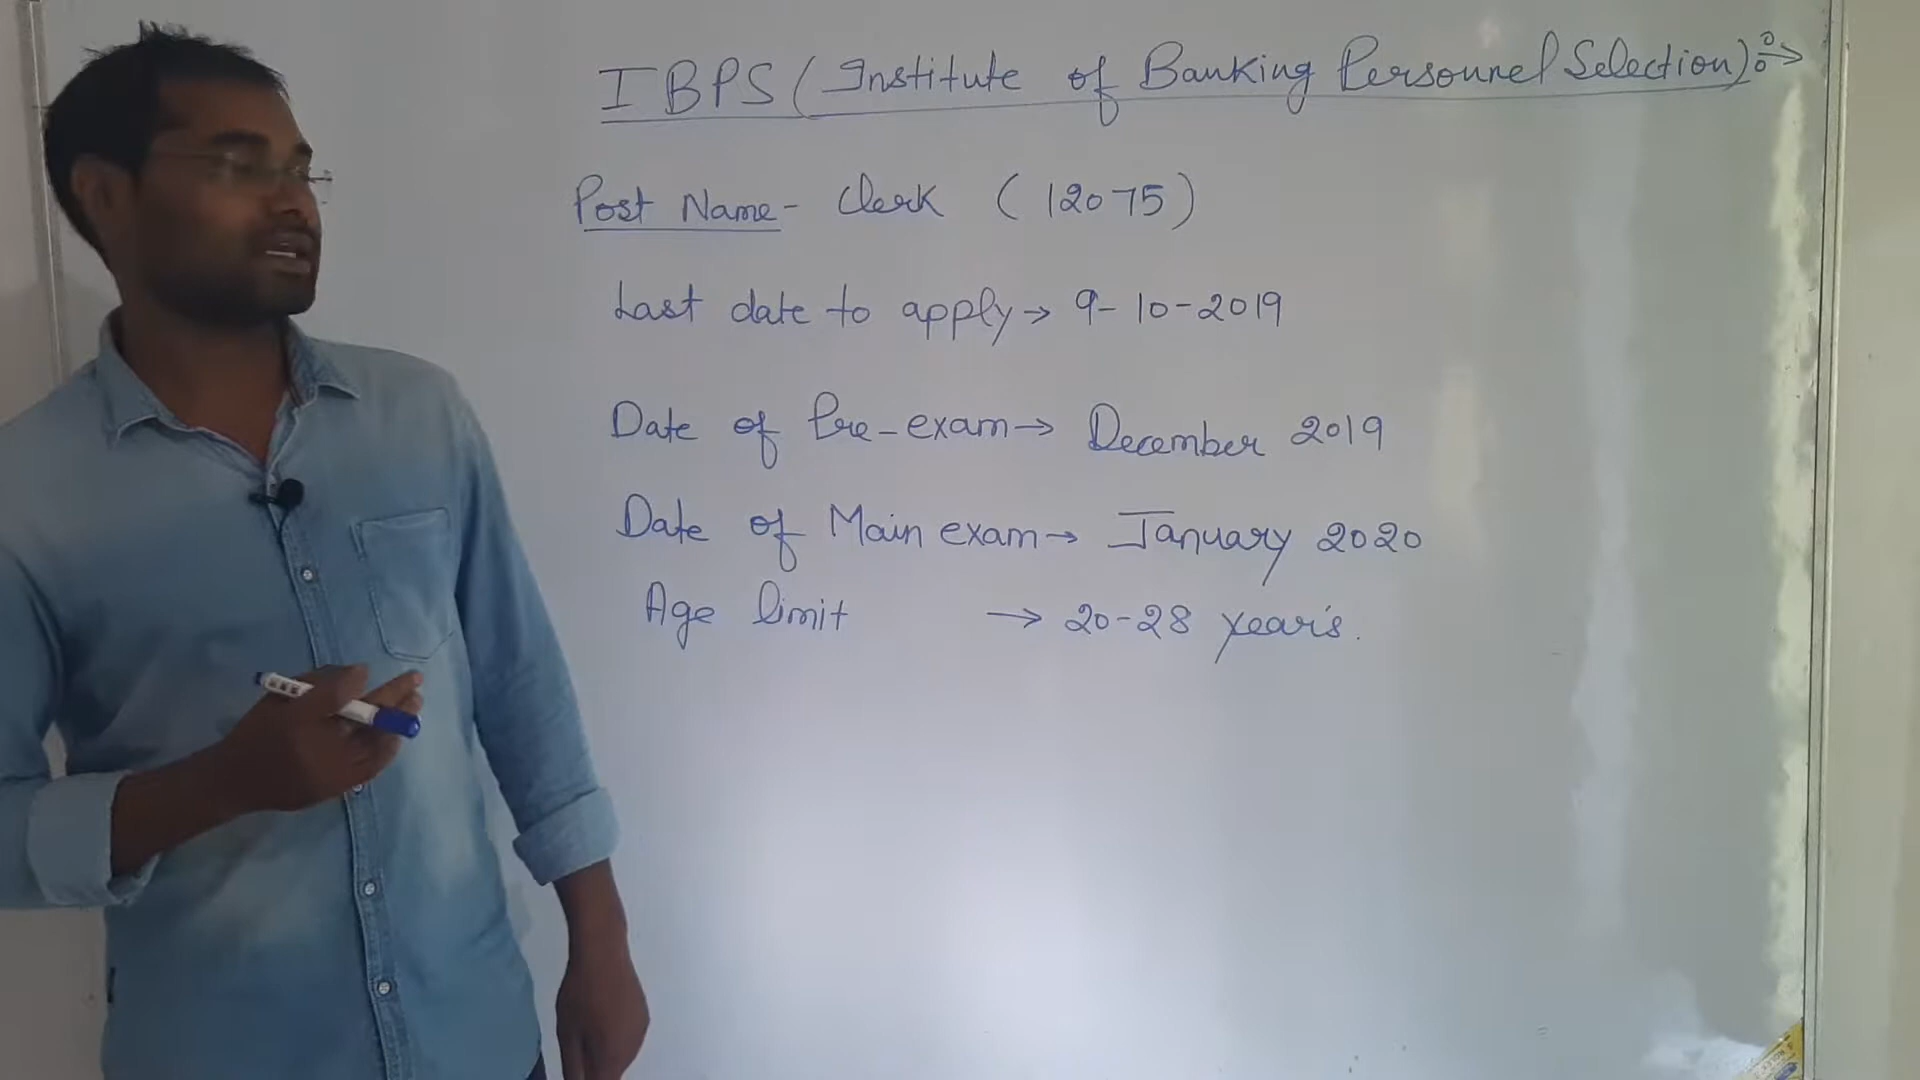 IBPS (Institute of Banking Personnel Selection) :→
Post Name - Clerk (12075)
Last date to apply → 9-10-2019
Date of Pre-exam → December 2019
Date of Main exam → January 2020
Age limit → 20-28 year's.